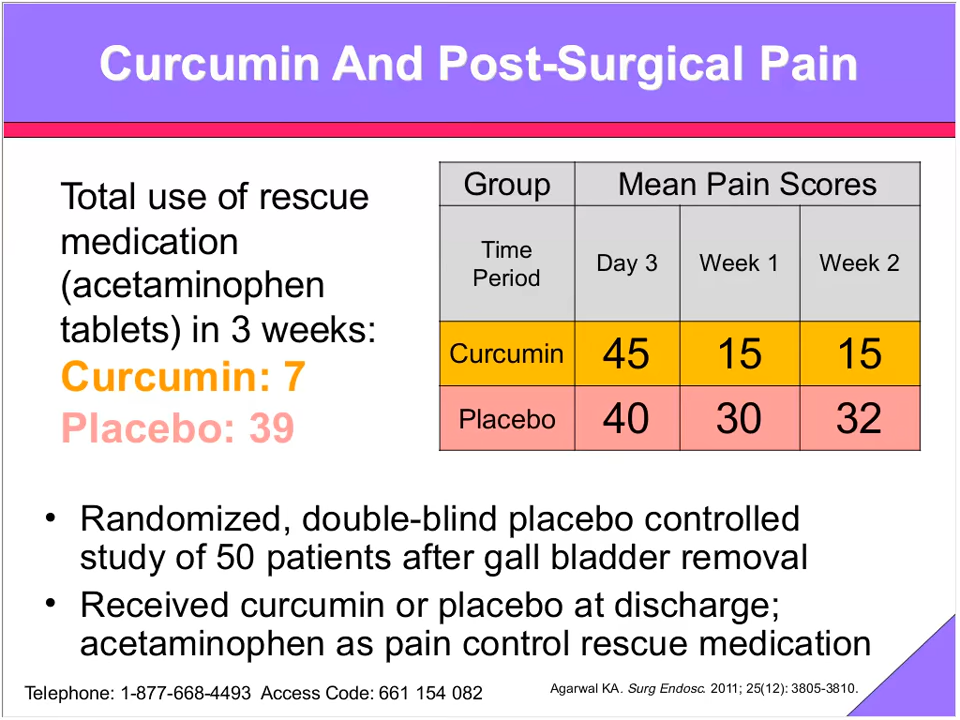 Curcumin And Post-Surgical Pain
Total use of rescue
medication
(acetaminophen
tablets) in 3 weeks:
Curcumin: 7
Placebo: 39
Group Mean Pain Scores
Time
Period Day 3 Week 1 Week 2
Curcumin 45 15 15
Placebo 40 30 32
• Randomized, double-blind placebo controlled
study of 50 patients after gall bladder removal
• Received curcumin or placebo at discharge;
acetaminophen as pain control rescue medication
Telephone: 1-877-668-4493 Access Code: 661 154 082
Agarwal KA. Surg Endosc. 2011; 25(12): 3805-3810.